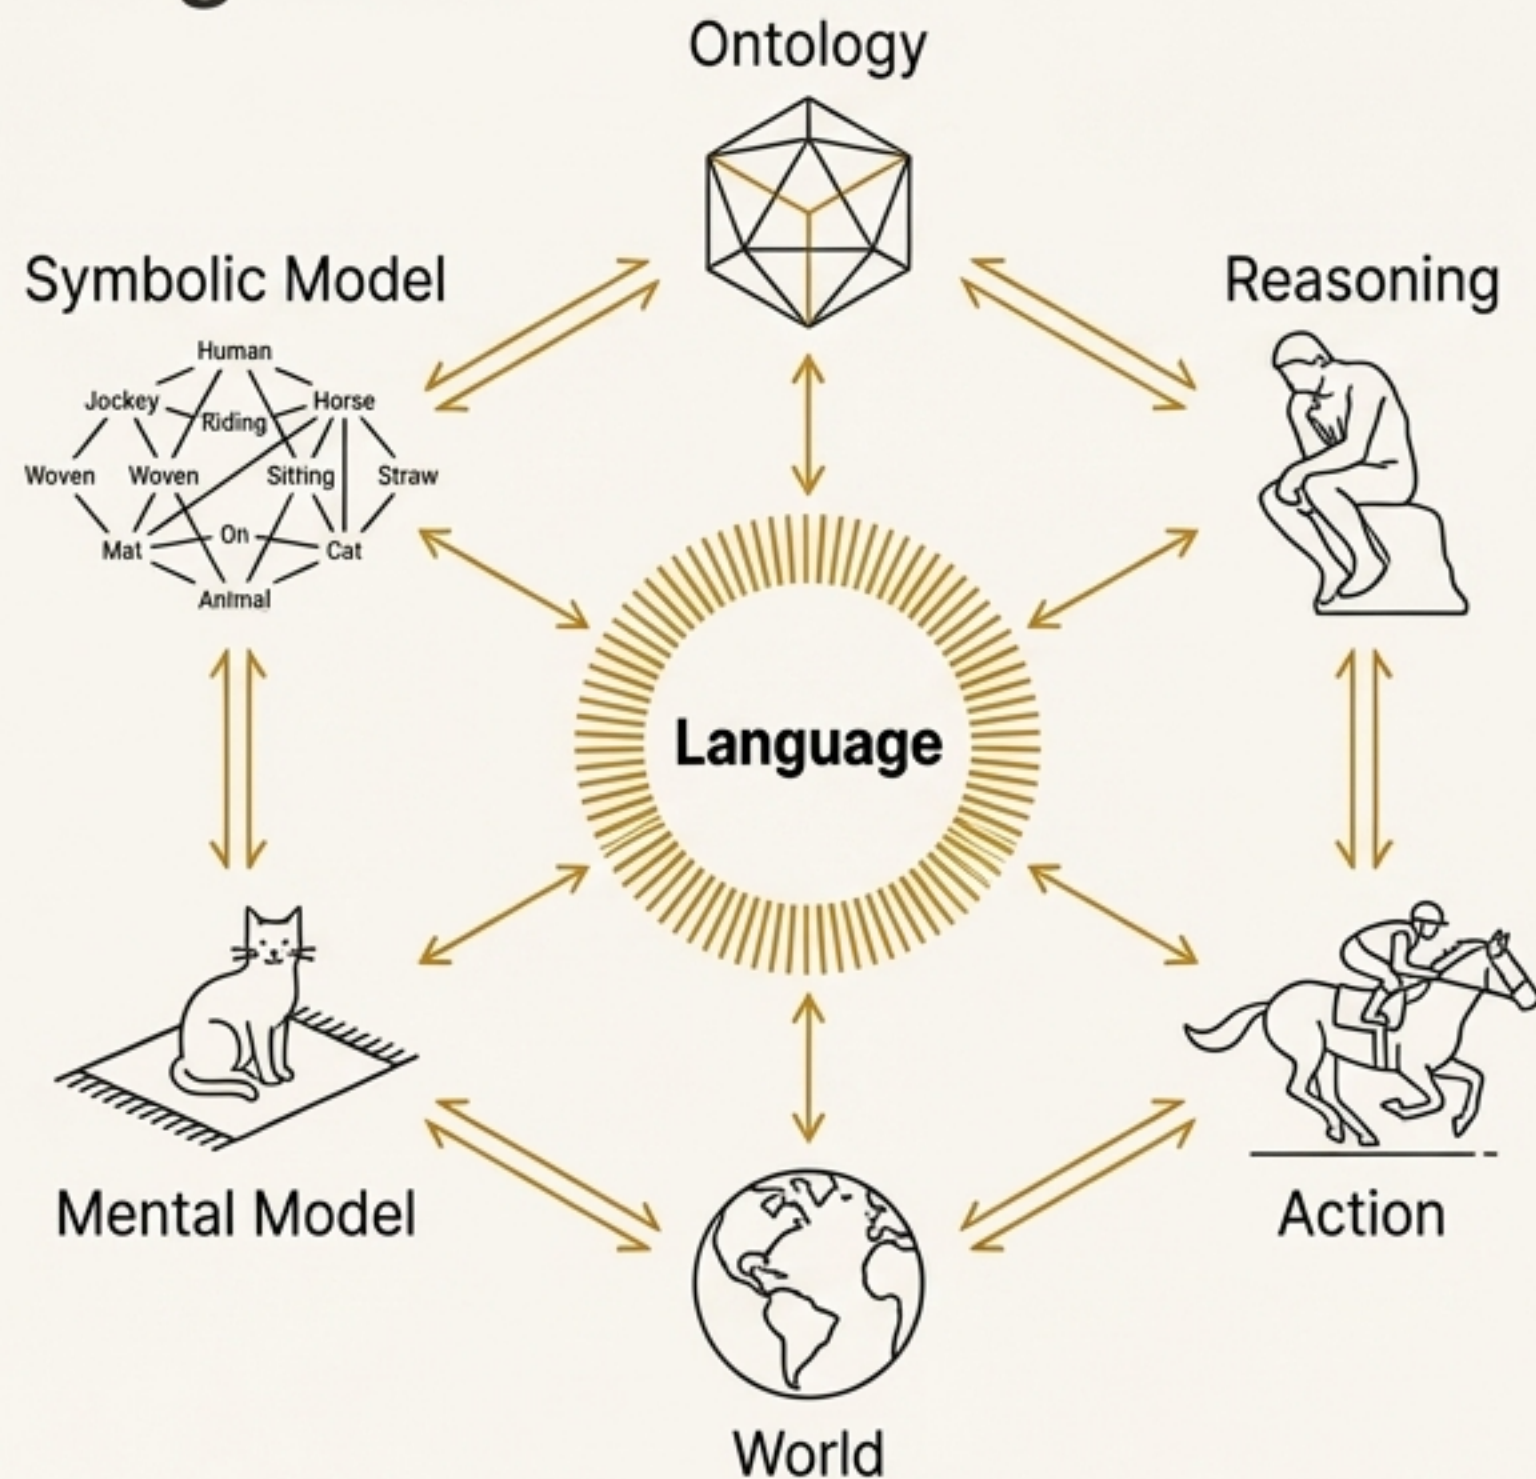 Ontology
Symbolic Model
Reasoning
Human
Jockey
Horse
Riding
Woven
Woven
Sitting
Straw
On
Mat
Cat
Animal
Language
Mental Model
Action
World